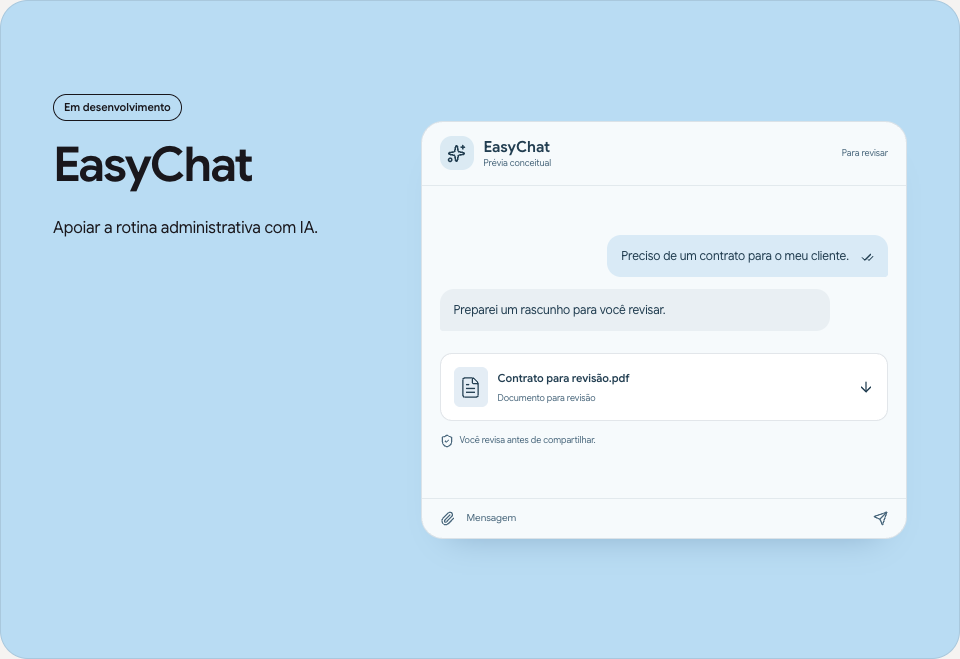 Em desenvolvimento
EasyChat
Apoiar a rotina administrativa com IA.
EasyChat
Prévia conceitual
Para revisar
Preciso de um contrato para o meu cliente.
Preparei um rascunho para você revisar.
Contrato para revisão.pdf
Documento para revisão
Você revisa antes de compartilhar.
Mensagem